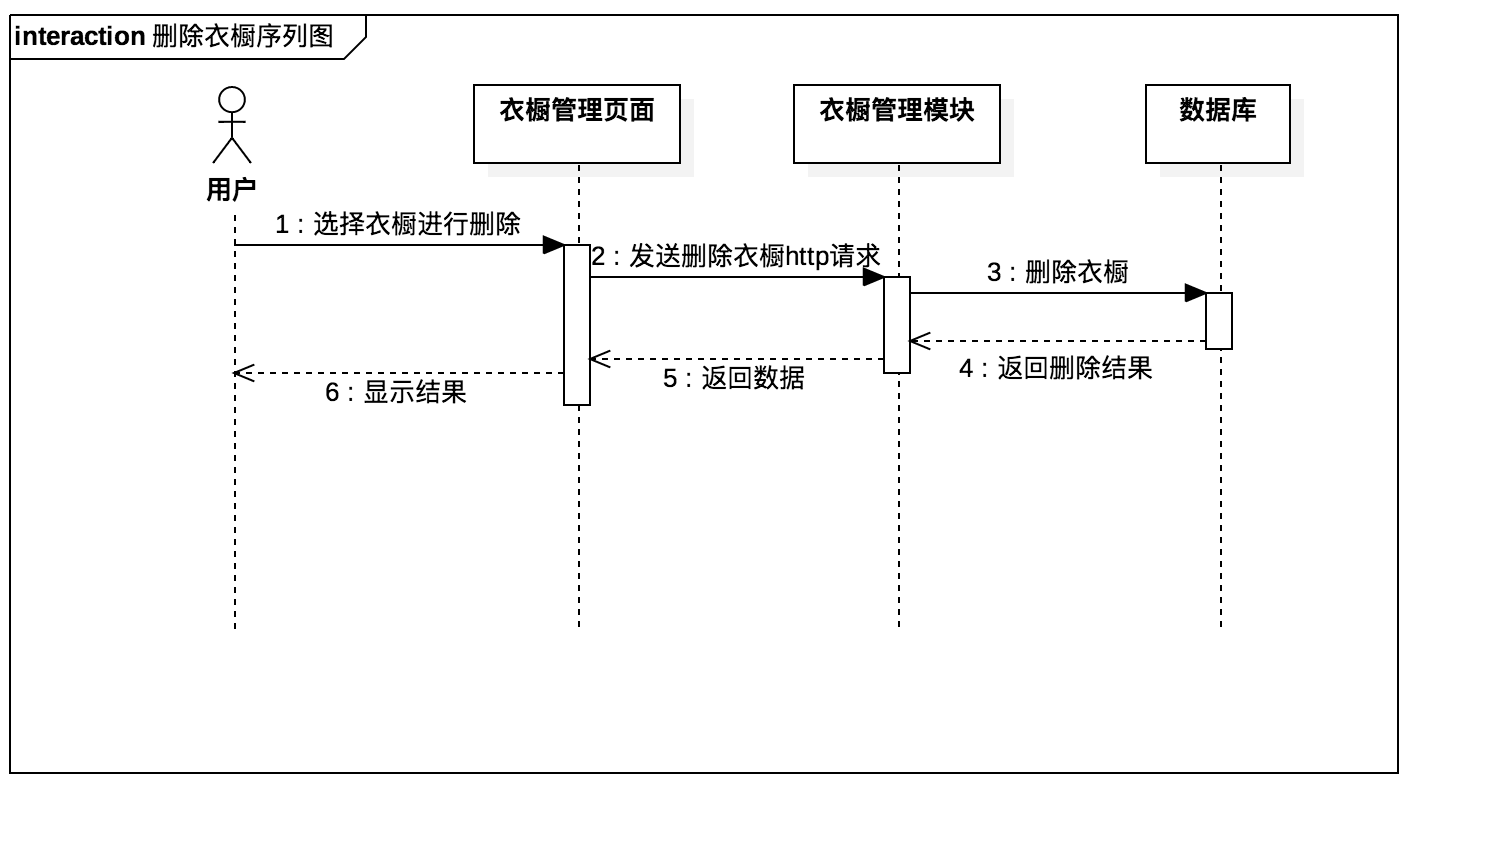 interaction 删除衣橱序列图
衣橱管理页面
衣橱管理模块
数据库
用户
1 : 选择衣橱进行删除
2 : 发送删除衣橱http请求
3 : 删除衣橱
4 : 返回删除结果
5 : 返回数据
6 : 显示结果